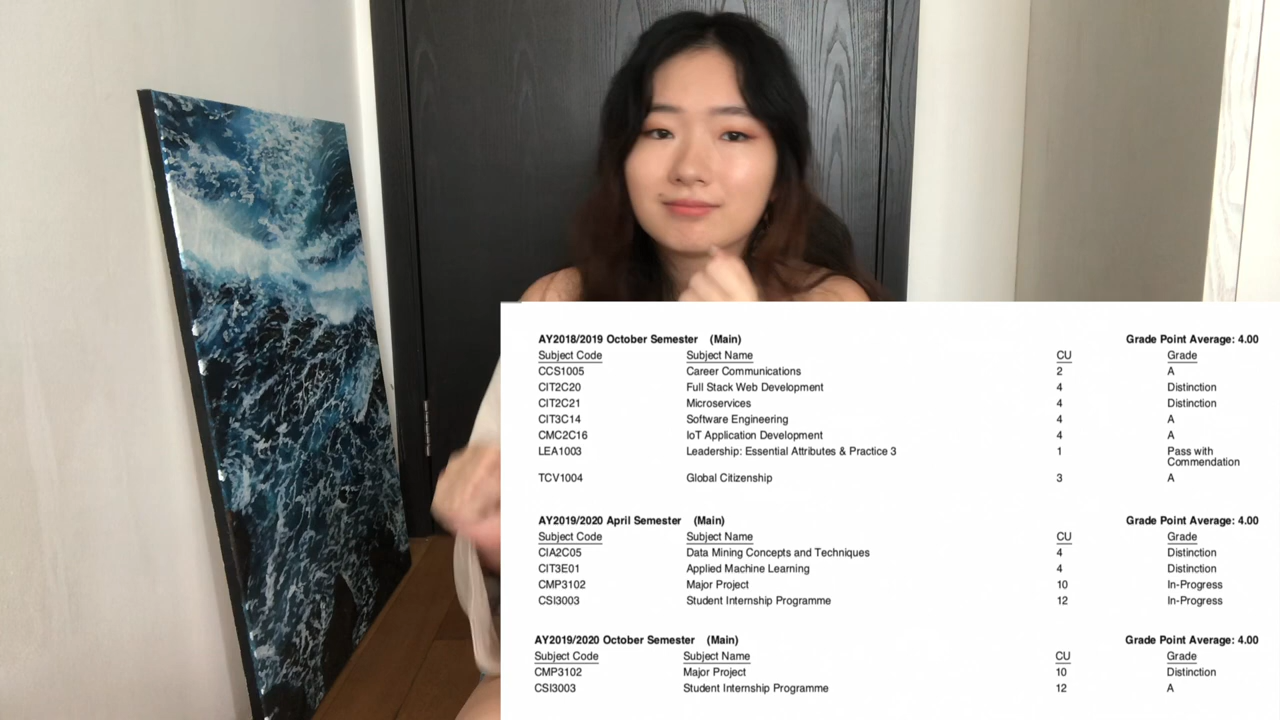 AY2018/2019 October Semester (Main) Grade Point Average: 4.00
Subject Code Subject Name CU Grade
CCS1005 Career Communications 2 A
CIT2C20 Full Stack Web Development 4 Distinction
CIT2C21 Microservices 4 Distinction
CIT3C14 Software Engineering 4 A
CMC2C16 IoT Application Development 4 A
LEA1003 Leadership: Essential Attributes & Practice 3 1 Pass with
Commendation
TCV1004 Global Citizenship 3 A
AY2019/2020 April Semester (Main) Grade Point Average: 4.00
Subject Code Subject Name CU Grade
CIA2C05 Data Mining Concepts and Techniques 4 Distinction
CIT3E01 Applied Machine Learning 4 Distinction
CMP3102 Major Project 10 In-Progress
CSI3003 Student Internship Programme 12 In-Progress
AY2019/2020 October Semester (Main) Grade Point Average: 4.00
Subject Code Subject Name CU Grade
CMP3102 Major Project 10 Distinction
CSI3003 Student Internship Programme 12 A